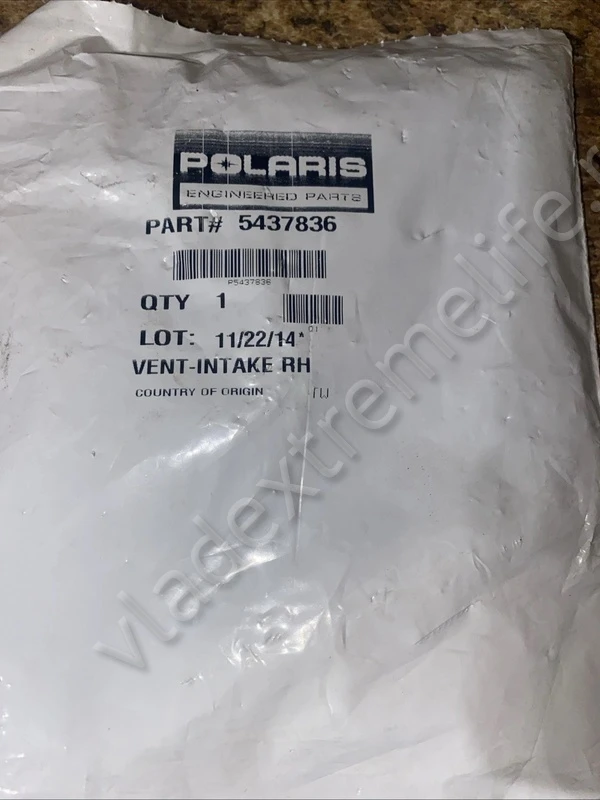 POLARIS
ENGINEERED PARTS
PART# 5437836
P5437836
QTY 1
01
LOT: 11/22/14*
VENT-INTAKE RH
COUNTRY OF ORIGIN
vladextremelife.r